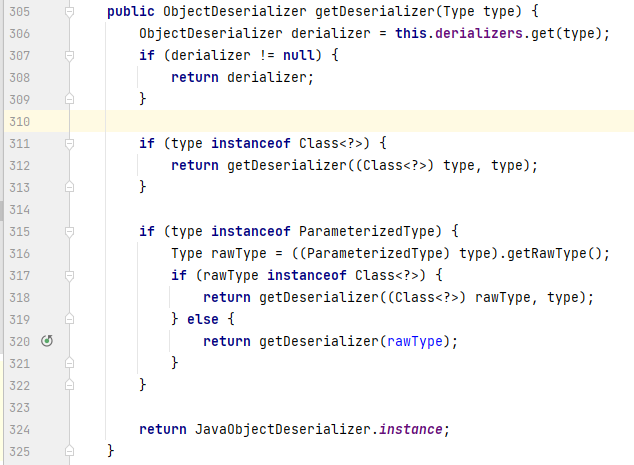 305 public ObjectDeserializer getDeserializer(Type type) {
306 ObjectDeserializer derializer = this.derializers.get(type);
307 if (derializer != null) {
308 return derializer;
309 }
310
311 if (type instanceof Class<?>) {
312 return getDeserializer((Class<?>) type, type);
313 }
314
315 if (type instanceof ParameterizedType) {
316 Type rawType = ((ParameterizedType) type).getRawType();
317 if (rawType instanceof Class<?>) {
318 return getDeserializer((Class<?>) rawType, type);
319 } else {
320 return getDeserializer(rawType);
321 }
322 }
323
324 return JavaObjectDeserializer.instance;
325 }